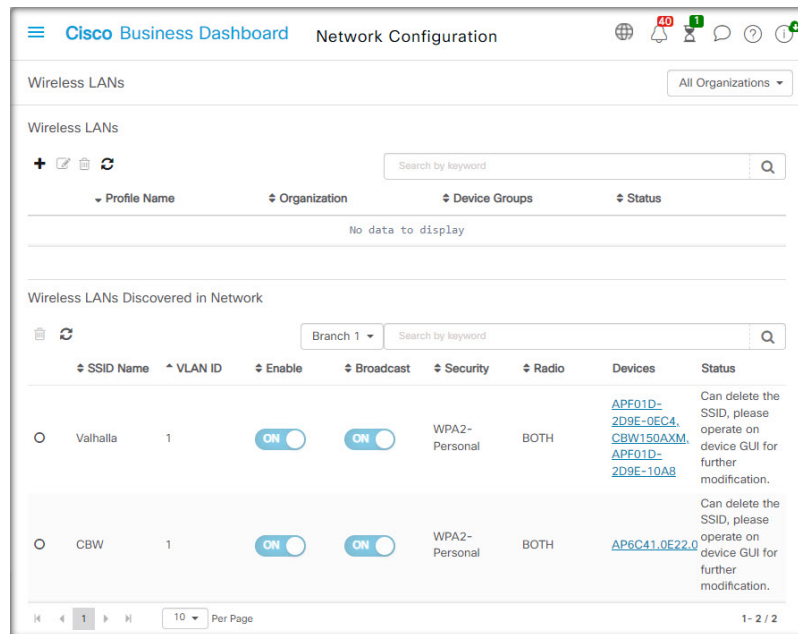 Cisco Business Dashboard Network Configuration 40 1
Wireless LANs All Organizations
Wireless LANs
Search by keyword
Profile Name Organization Device Groups Status
No data to display
Wireless LANs Discovered in Network
Branch 1 Search by keyword
SSID Name VLAN ID Enable Broadcast Security Radio Devices Status
Valhalla 1 ON ON WPA2-
Personal BOTH
APF01D-
2D9E-0EC4,
CBW150AXM,
APF01D-
2D9E-10A8
Can delete the
SSID, please
operate on
device GUI for
further
modification.
CBW 1 ON ON WPA2-
Personal BOTH
AP6C41.0E22.0
Can delete the
SSID, please
operate on
device GUI for
further
modification.
1 10 Per Page 1- 2 / 2